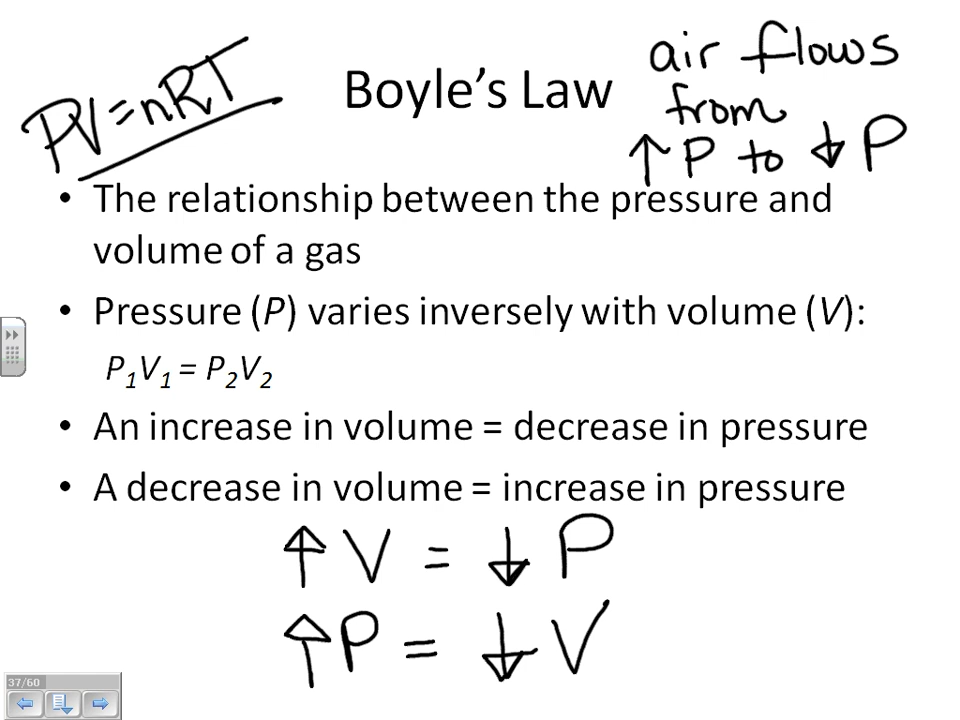 PV=nRT
Boyle's Law
air flows
from
↑ P to ↓ P
• The relationship between the pressure and
volume of a gas
• Pressure (P) varies inversely with volume (V):
P₁V₁ = P₂V₂
• An increase in volume = decrease in pressure
• A decrease in volume = increase in pressure
↑ V = ↓ P
↑ P = ↓ V
37/60